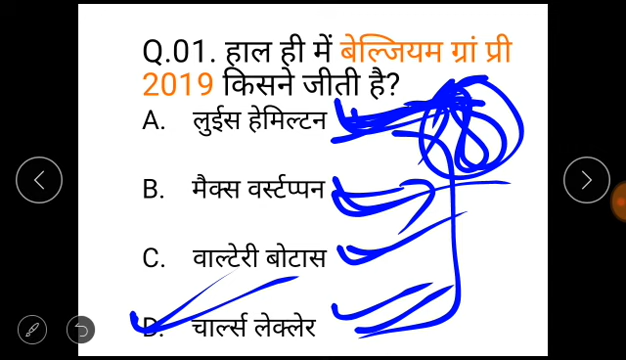 Q.01. हाल ही में बेल्जियम ग्रां प्री
2019 किसने जीती है?
A. लुईस हेमिल्टन
B. मैक्स वर्स्टप्पन
C. वाल्टेरी बोटास
D. चार्ल्स लेक्लेर